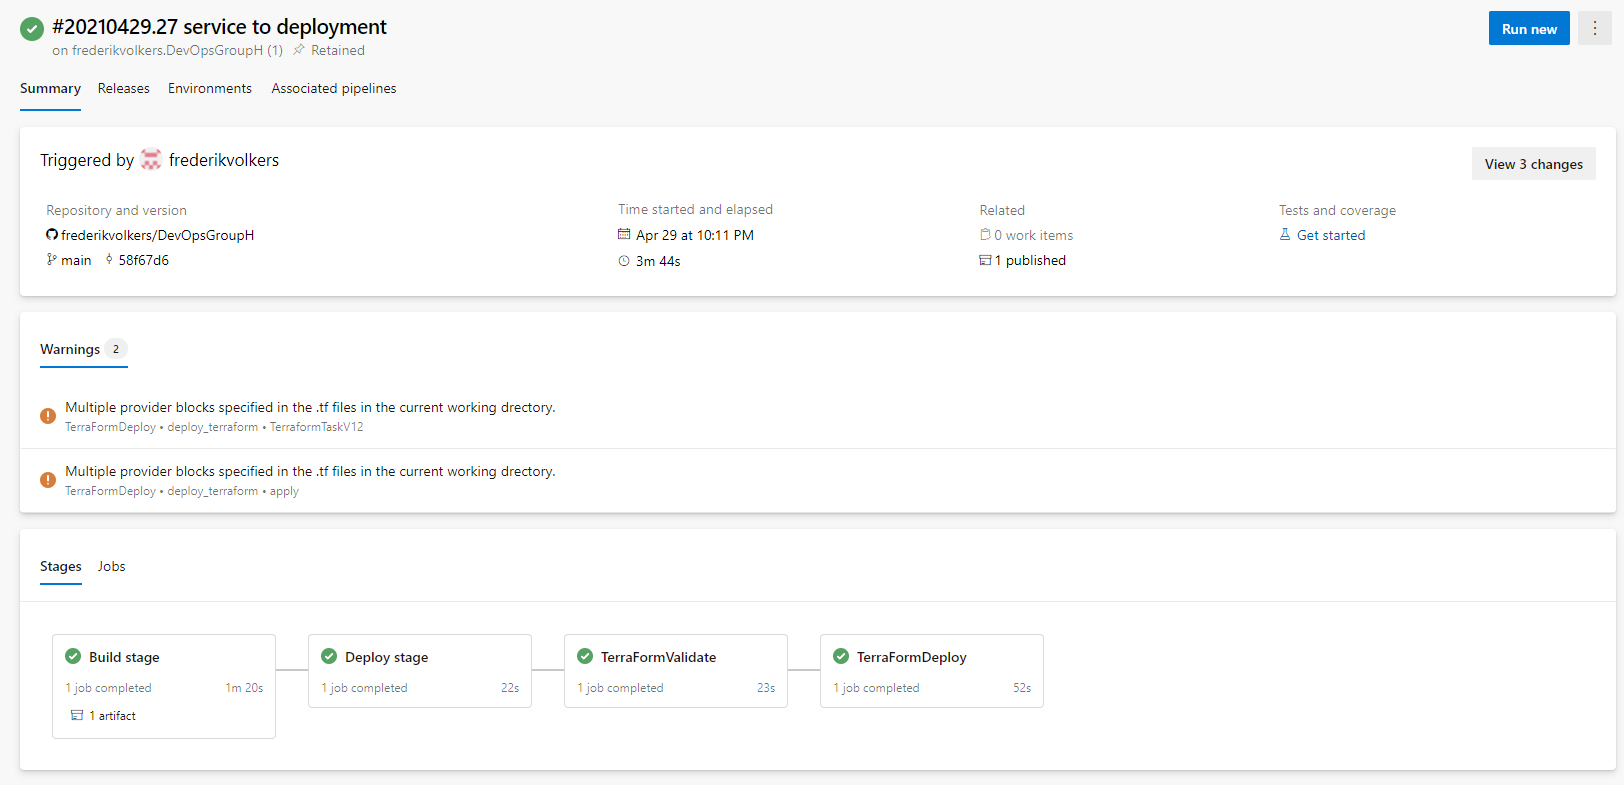 #20210429.27 service to deployment
on frederikvolkers.DevOpsGroupH (1) Retained
Run new
Summary Releases Environments Associated pipelines
Triggered by frederikvolkers
View 3 changes
Repository and version
frederikvolkers/DevOpsGroupH
main 58f67d6
Time started and elapsed
Apr 29 at 10:11 PM
3m 44s
Related
0 work items
1 published
Tests and coverage
Get started
Warnings 2
Multiple provider blocks specified in the .tf files in the current working drectory.
TerraFormDeploy • deploy_terraform • TerraformTaskV12
Multiple provider blocks specified in the .tf files in the current working drectory.
TerraFormDeploy • deploy_terraform • apply
Stages Jobs
Build stage
1 job completed 1m 20s
1 artifact
Deploy stage
1 job completed 22s
TerraFormValidate
1 job completed 23s
TerraFormDeploy
1 job completed 52s